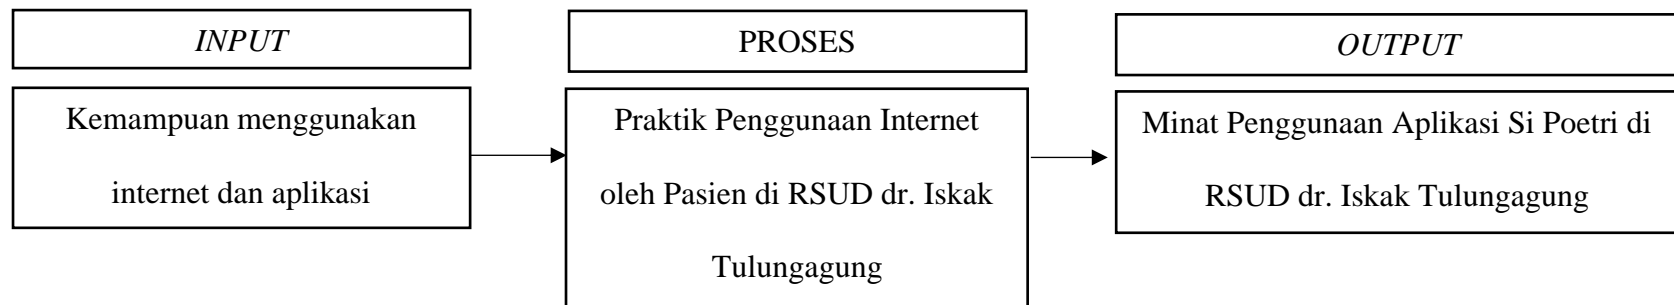 INPUT
Kemampuan menggunakan
internet dan aplikasi
PROSES
Praktik Penggunaan Internet
oleh Pasien di RSUD dr. Iskak
Tulungagung
OUTPUT
Minat Penggunaan Aplikasi Si Poetri di
RSUD dr. Iskak Tulungagung